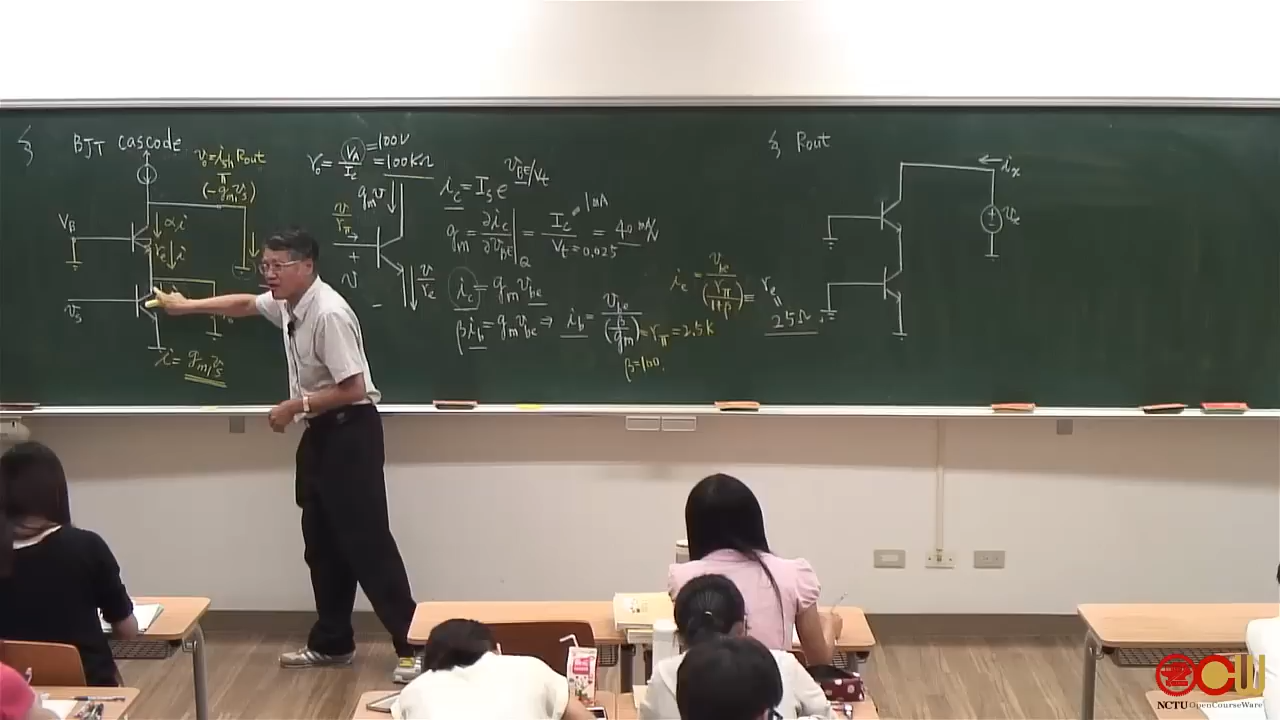 § BJT cascode
v₀ = i_sh Rout
(-g_m v_s)
V_B
αi
r_e ↓ i
v_s
i = g_m v_s
r₀ = V_A/I_C = 100V = 100KΩ
g_m v
v/r_π
+
v
-
v/r_e
i_c = I_s e^(v_BE/V_t)
g_m = ∂i_c/∂v_BE |_Q = I_C/V_t = 40 mA/V
1mA
0.025
i_c = g_m v_be
βi_b = g_m v_be ⇒ i_b = v_be/(β/g_m) = r_π = 2.5k
β=100.
i_e = v_be/(r_π/(1+β)) = r_e
25Ω
§ Rout
← i_x
+
-
NCTU OpenCourseWare